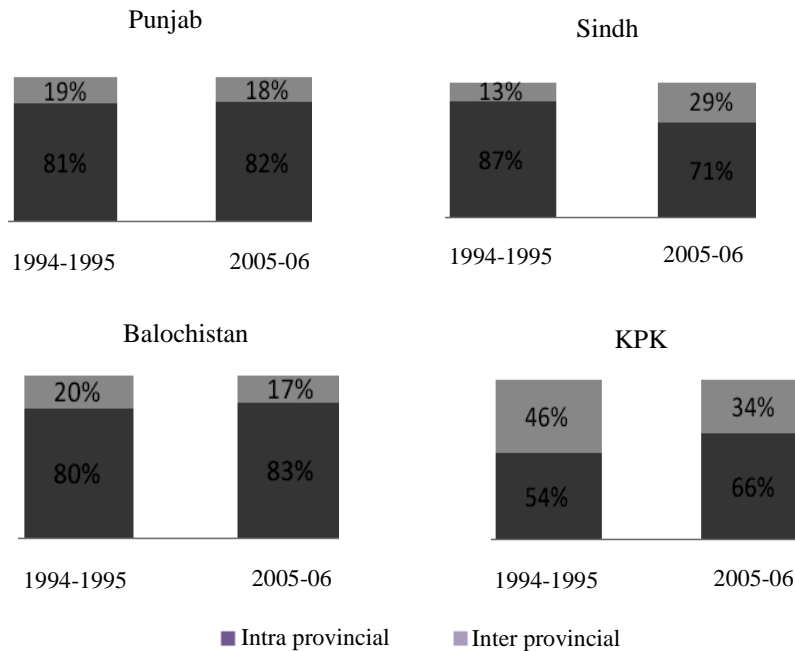 Punjab
Sindh
19% 18%
13% 29%
81% 82%
87% 71%
1994-1995 2005-06
1994-1995 2005-06
Balochistan
KPK
20% 17%
46% 34%
80% 83%
54% 66%
1994-1995 2005-06
1994-1995 2005-06
Intra provincial Inter provincial